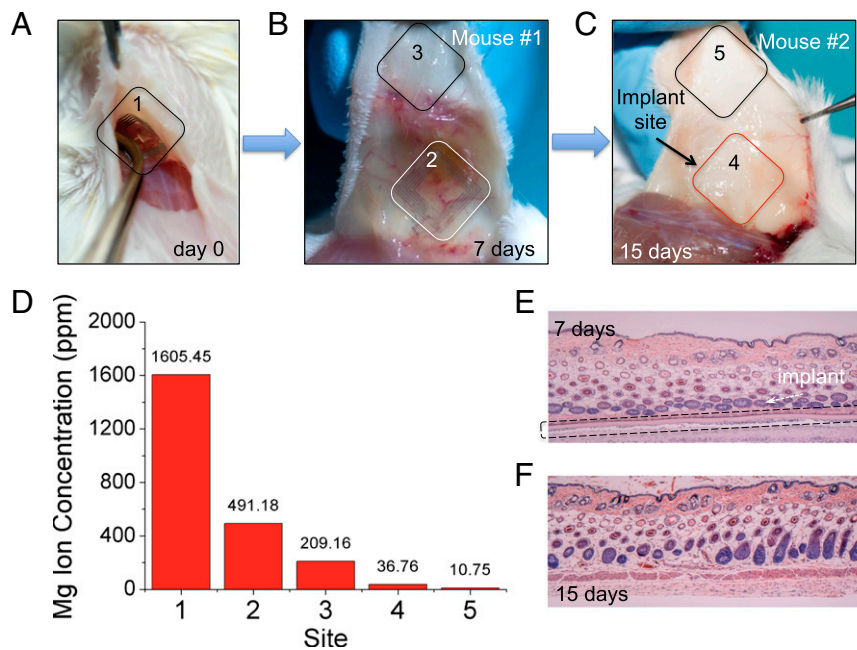 A
1
day 0
B
Mouse #1
3
2
7 days
C
Mouse #2
5
Implant
site
4
15 days
D
Mg Ion Concentration (ppm)
2000
1600
1200
800
400
0
1605.45
491.18
209.16
36.76
10.75
1 2 3 4 5
Site
E
7 days
implant
F
15 days